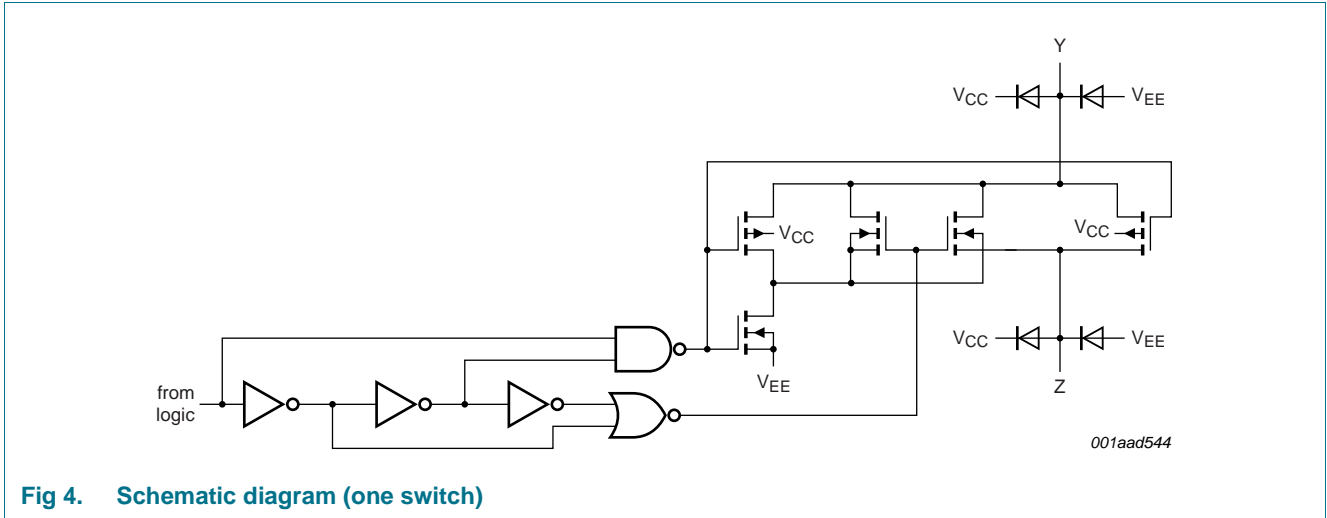 Y
VCC
VEE
VCC
VCC
VCC
VEE
VEE
from
logic
Z
001aad544
Fig 4. Schematic diagram (one switch)